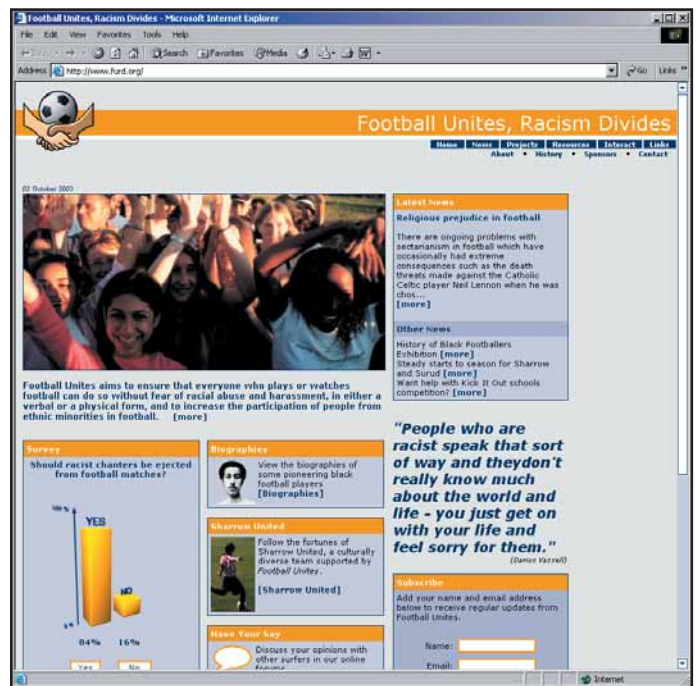 Football Unites, Racism Divides - Microsoft Internet Explorer
File Edit View Favorites Tools Help
Search Favorites Media
Address http://www.furd.org/ Go Links
Football Unites, Racism Divides
Home News Projects Resources Interact Links
About • History • Sponsors • Contact
02 October 2003
Football Unites aims to ensure that everyone who plays or watches
football can do so without fear of racial abuse and harassment, in either a
verbal or a physical form, and to increase the participation of people from
ethnic minorities in football. [more]
Survey
Should racist chanters be ejected
from football matches?
100 %
YES
NO
84% 16%
Yes No
Biographies
View the biographies of
some pioneering black
football players
[Biographies]
Sharrow United
Follow the fortunes of
Sharrow United, a culturally
diverse team supported by
Football Unites.
[Sharrow United]
Have Your Say
Discuss your opinions with
other surfers in our online
forums
Latest News
Religious prejudice in football
There are ongoing problems with
sectarianism in football which have
occasionally had extreme
consequences such as the death
threats made against the Catholic
Celtic player Neil Lennon when he was
chos...
[more]
Other News
History of Black Footballers
Exhibition [more]
Steady starts to season for Sharrow
and Surud [more]
Want help with Kick It Out schools
competition? [more]
"People who are
racist speak that sort
of way and theydon't
really know much
about the world and
life - you just get on
with your life and
feel sorry for them."
(Darius Vassell)
Subscribe
Add your name and email address
below to receive regular updates from
Football Unites.
Name:
Email:
Internet